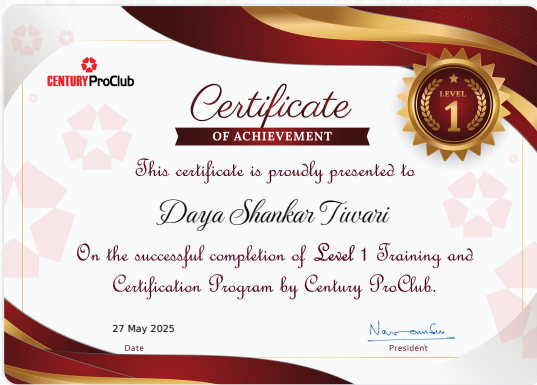 CENTURY ProClub
Certificate
OF ACHIEVEMENT
LEVEL
1
This certificate is proudly presented to
Daya Shankar Tiwari
On the successful completion of Level 1 Training and
Certification Program by Century ProClub.
27 May 2025
Date
President